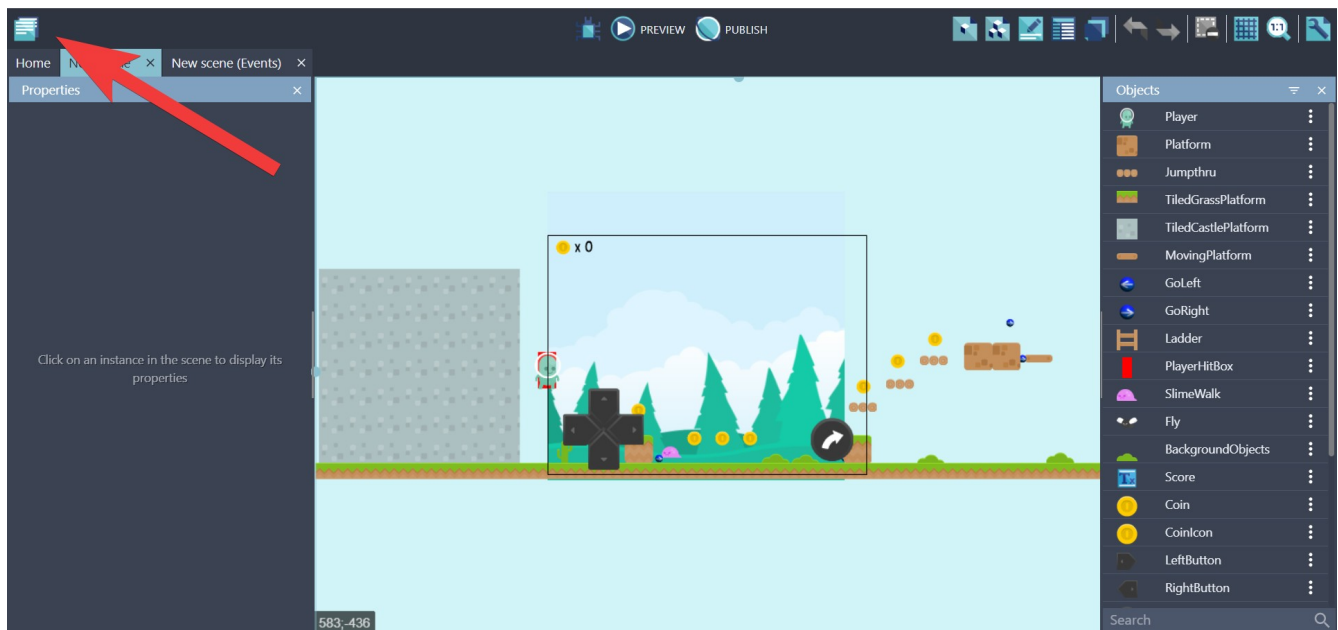 PREVIEW
PUBLISH
1:1
Home
New scene (Events)
Properties
Objects
Player
Platform
Jumpthru
TiledGrassPlatform
TiledCastlePlatform
MovingPlatform
GoLeft
GoRight
Ladder
PlayerHitBox
SlimeWalk
Fly
BackgroundObjects
Score
Coin
CoinIcon
LeftButton
RightButton
Search
x 0
Click on an instance in the scene to display its
properties
583;-436